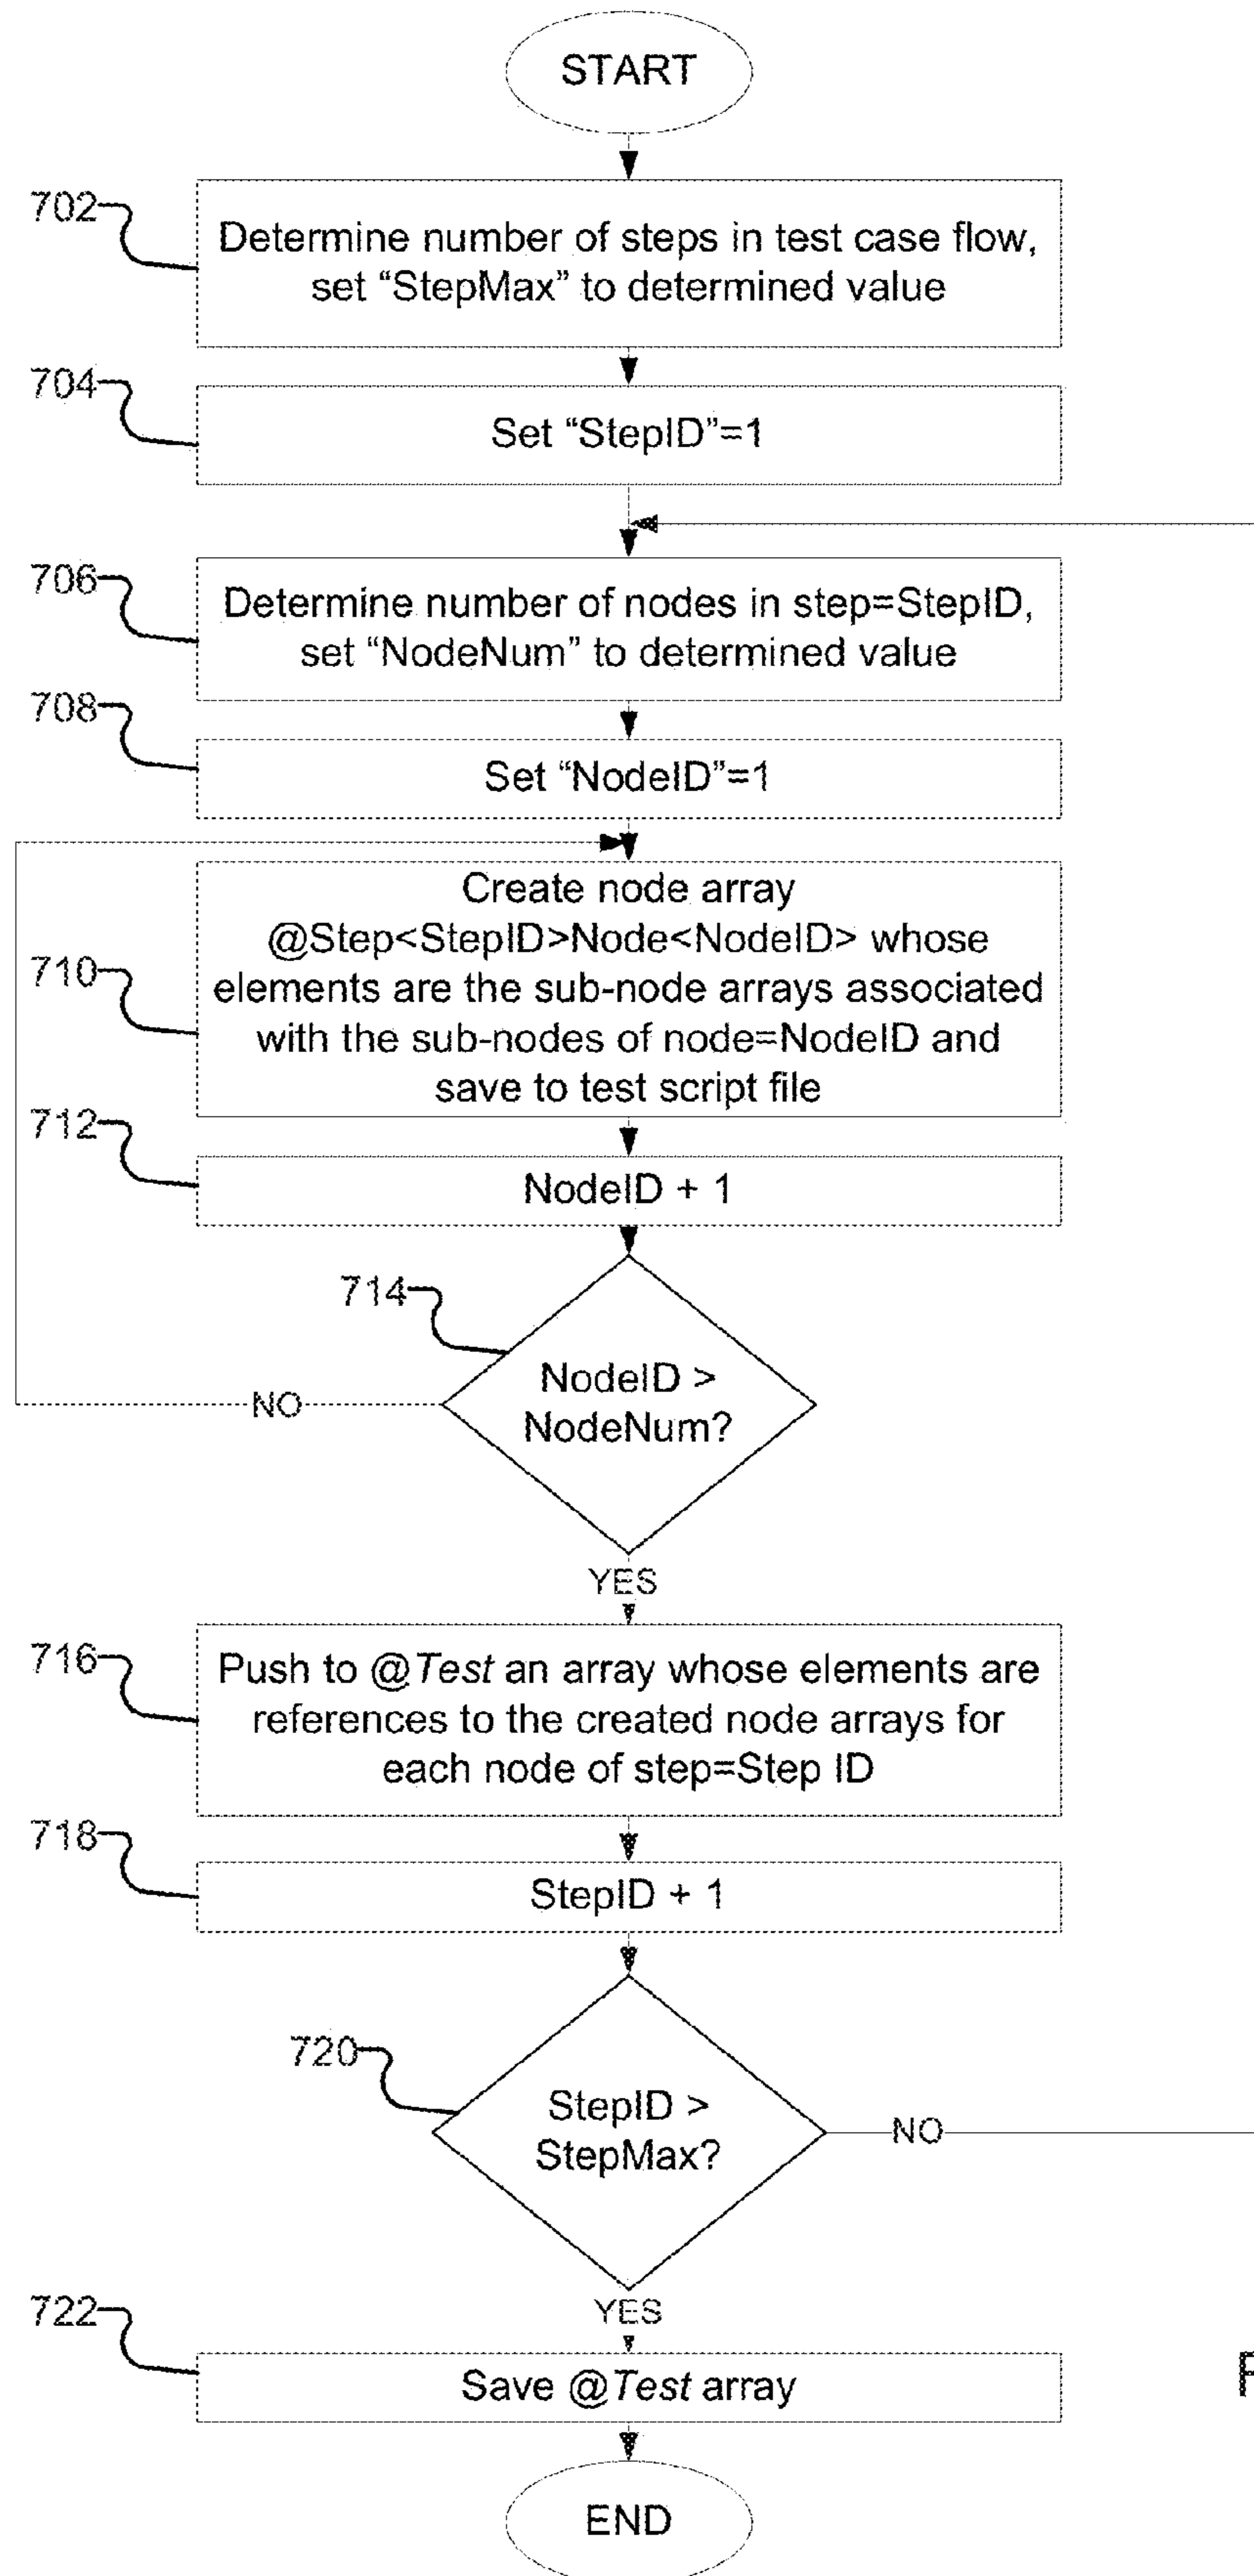 START
702
Determine number of steps in test case flow,
set “StepMax” to determined value
704
Set “StepID”=1
706
Determine number of nodes in step=StepID,
set “NodeNum” to determined value
708
Set “NodeID”=1
710
Create node array
@Step<StepID>Node<NodeID> whose
elements are the sub-node arrays associated
with the sub-nodes of node=NodeID and
save to test script file
712
NodeID + 1
714
NodeID >
NodeNum?
NO
YES
716
Push to @Test an array whose elements are
references to the created node arrays for
each node of step=Step ID
718
StepID + 1
720
StepID >
StepMax?
NO
YES
722
Save @Test array
END